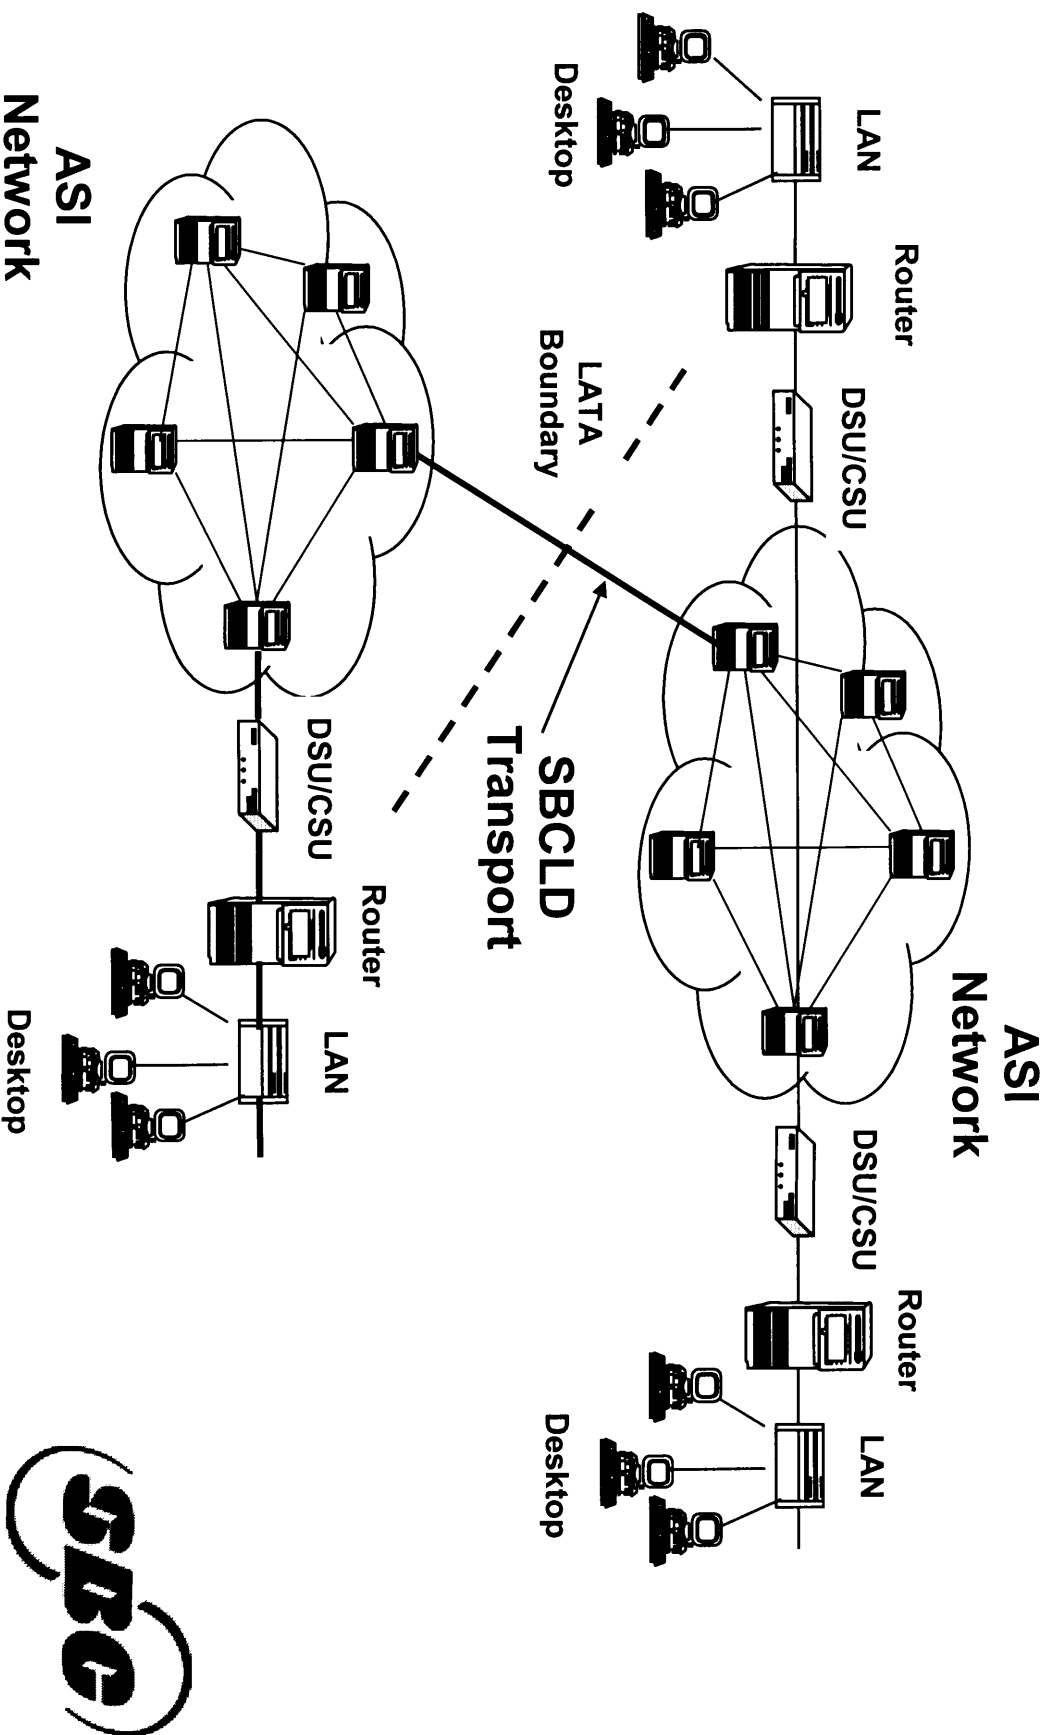 ASI
Network
LAN
Router
DSU/CSU
DSU/CSU
Router
LAN
Desktop
Desktop
LATA
Boundary
SBCLD
Transport
DSU/CSU
Router
LAN
Desktop
ASI
Network
SBC